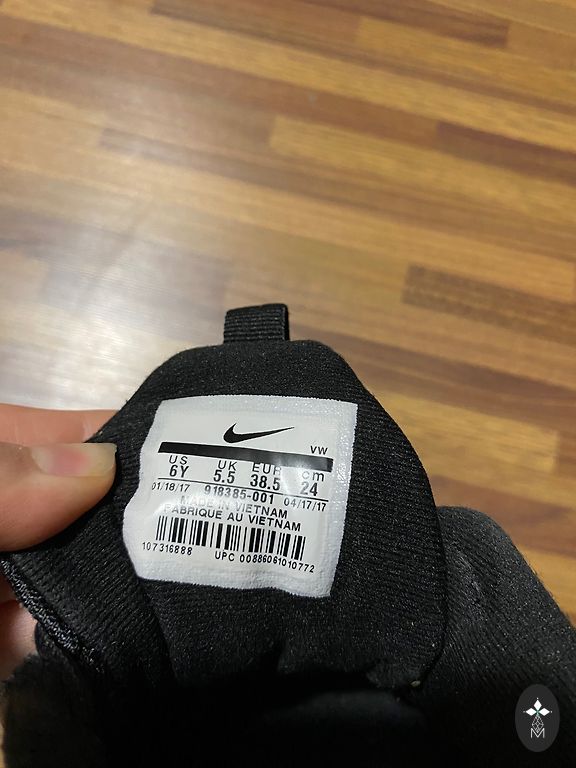 VW
US UK EUR cm
6Y 5.5 38.5 24
01/18/17 918385-001 04/17/17
MADE IN VIETNAM
FABRIQUE AU VIETNAM
107316888 UPC 00886061010772
M